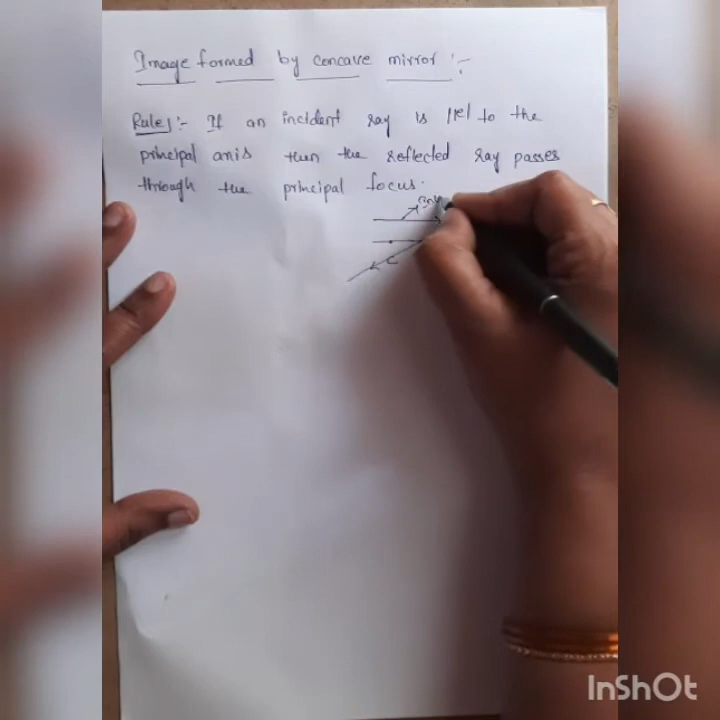 Image formed by concave mirror :-
Rules :- If an incident ray is ||el to the
principal axis then the reflected ray passes
through the principal focus.
C
InShOt